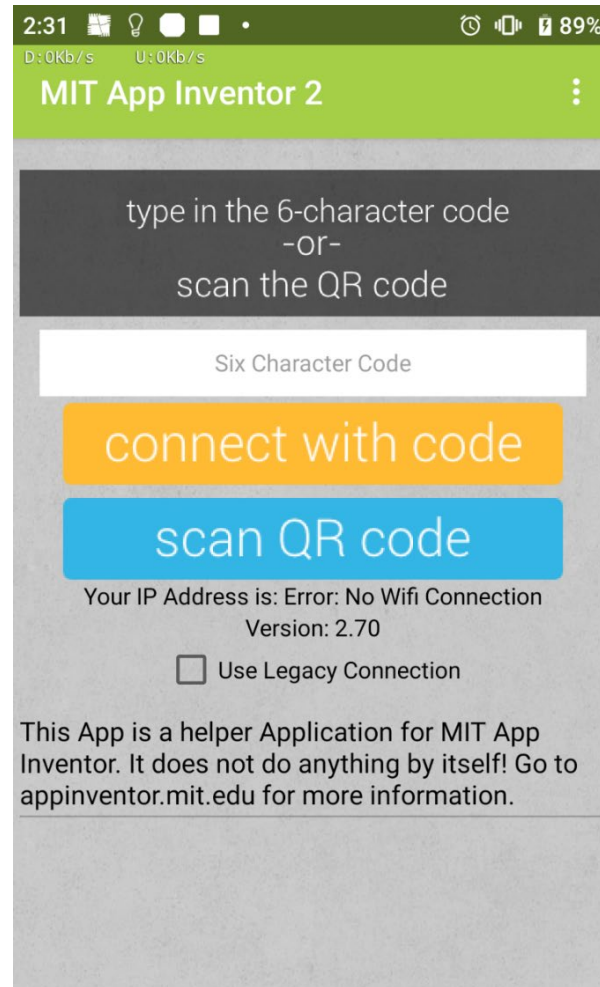 2:31 89%
D:0Kb/s U:0Kb/s
MIT App Inventor 2
type in the 6-character code
-or-
scan the QR code
Six Character Code
connect with code
scan QR code
Your IP Address is: Error: No Wifi Connection
Version: 2.70
Use Legacy Connection
This App is a helper Application for MIT App
Inventor. It does not do anything by itself! Go to
appinventor.mit.edu for more information.